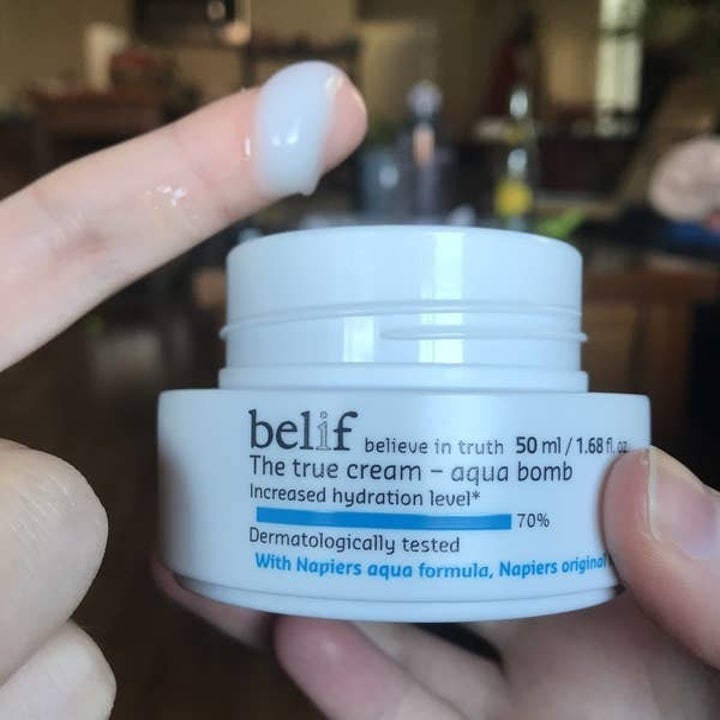 belif believe in truth 50 ml / 1.68 fl. oz
The true cream – aqua bomb
Increased hydration level*
70%
Dermatologically tested
With Napiers aqua formula, Napiers original